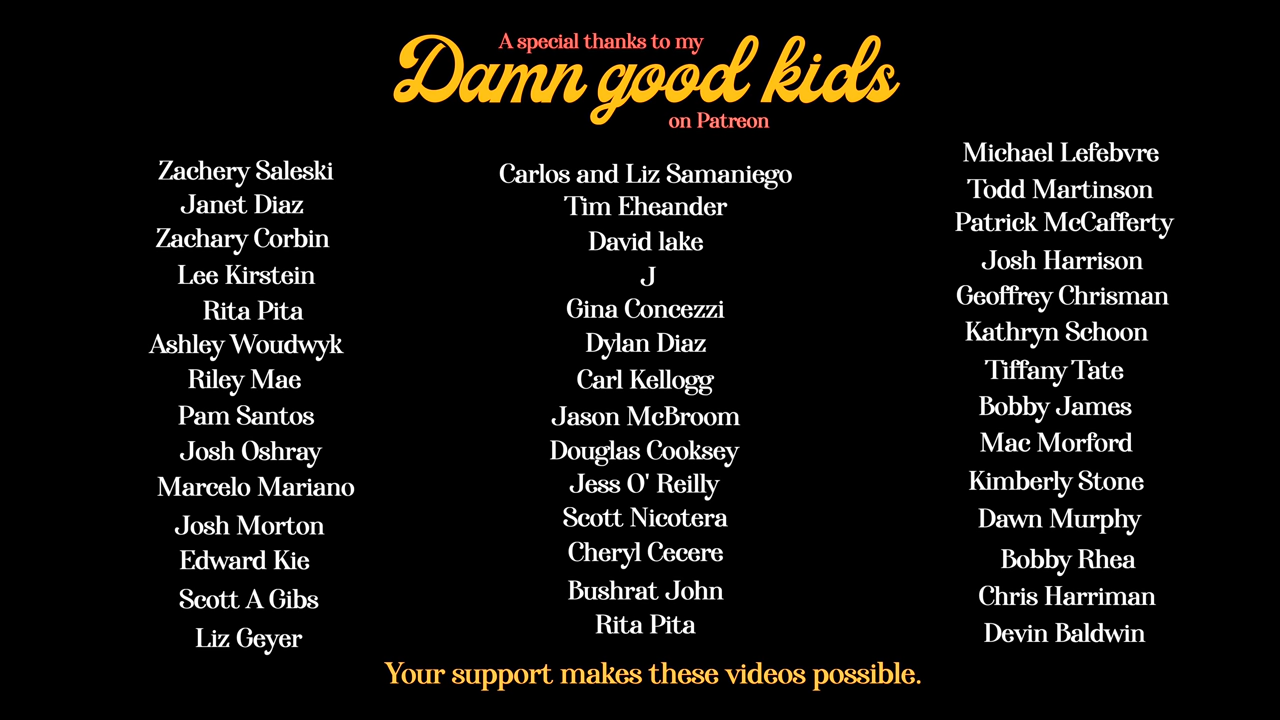 A special thanks to my
Damn good kids
on Patreon
Zachery Saleski
Janet Diaz
Zachary Corbin
Lee Kirstein
Rita Pita
Ashley Woudwyk
Riley Mae
Pam Santos
Josh Oshray
Marcelo Mariano
Josh Morton
Edward Kie
Scott A Gibs
Liz Geyer
Carlos and Liz Samaniego
Tim Eheander
David lake
J
Gina Concezzi
Dylan Diaz
Carl Kellogg
Jason McBroom
Douglas Cooksey
Jess O' Reilly
Scott Nicotera
Cheryl Cecere
Bushrat John
Rita Pita
Michael Lefebvre
Todd Martinson
Patrick McCafferty
Josh Harrison
Geoffrey Chrisman
Kathryn Schoon
Tiffany Tate
Bobby James
Mac Morford
Kimberly Stone
Dawn Murphy
Bobby Rhea
Chris Harriman
Devin Baldwin
Your support makes these videos possible.